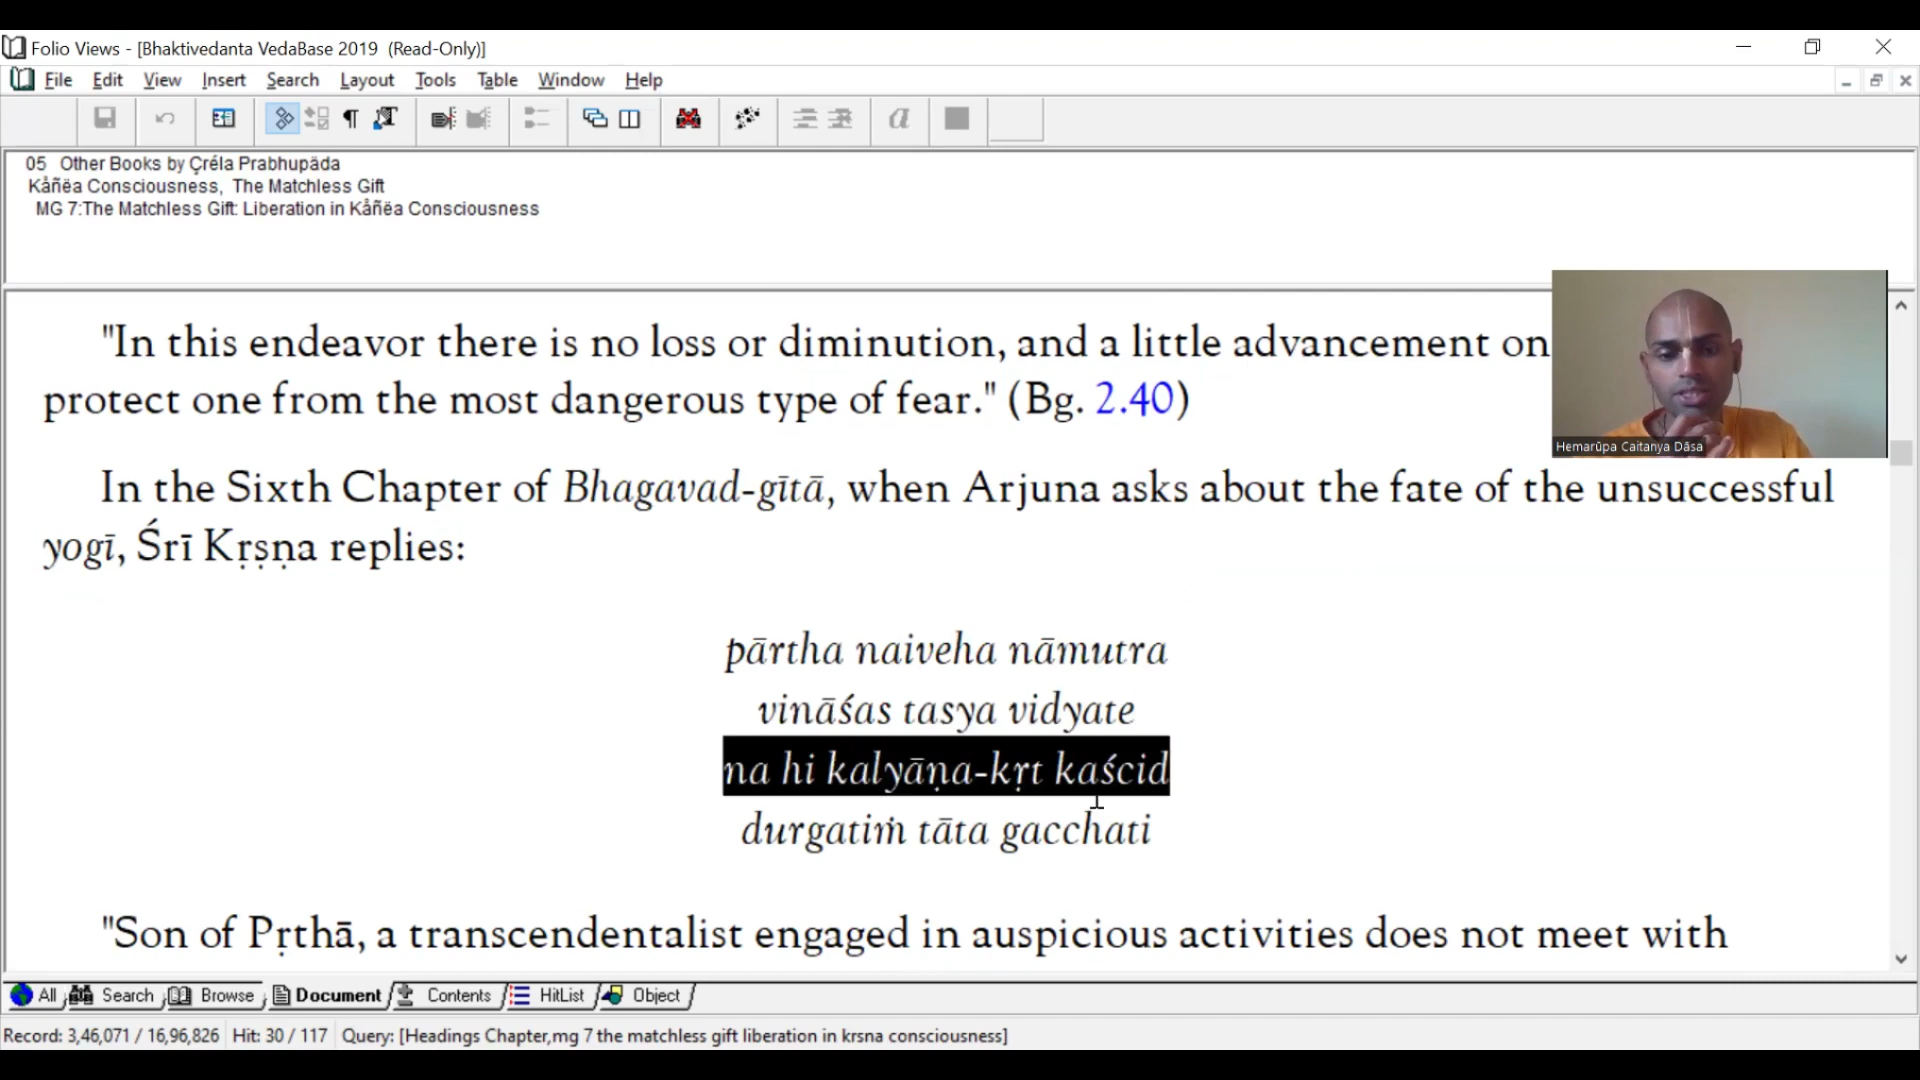 Folio Views - [Bhaktivedanta VedaBase 2019 (Read-Only)]
File Edit View Insert Search Layout Tools Table Window Help
05 Other Books by Çréla Prabhupäda
Kåñëa Consciousness, The Matchless Gift
MG 7:The Matchless Gift: Liberation in Kåñëa Consciousness
"In this endeavor there is no loss or diminution, and a little advancement on
protect one from the most dangerous type of fear." (Bg. 2.40)
Hemarūpa Caitanya Dāsa
In the Sixth Chapter of Bhagavad-gītā, when Arjuna asks about the fate of the unsuccessful
yogī, Śrī Kṛṣṇa replies:
pārtha naiveha nāmutra
vināśas tasya vidyate
na hi kalyāṇa-kṛt kaścid
durgatiṁ tāta gacchati
"Son of Pṛthā, a transcendentalist engaged in auspicious activities does not meet with
All Search Browse Document Contents HitList Object
Record: 3,46,071 / 16,96,826 Hit: 30 / 117 Query: [Headings Chapter,mg 7 the matchless gift liberation in krsna consciousness]